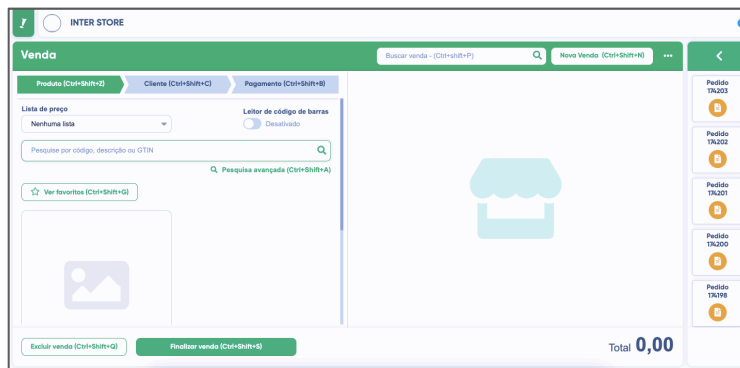 INTER STORE
Venda
Buscar venda - (Ctrl+shift+P)
Nova Venda (Ctrl+Shift+N)
Produto (Ctrl+Shift+Z)
Cliente (Ctrl+Shift+C)
Pagamento (Ctrl+Shift+B)
Lista de preço
Leitor de código de barras
Nenhuma lista
Desativado
Pesquise por código, descrição ou GTIN
Pesquisa avançada (Ctrl+Shift+A)
Ver favoritos (Ctrl+Shift+G)
Excluir venda (Ctrl+Shift+Q)
Finalizar venda (Ctrl+Shift+S)
Total 0,00
Pedido
174203
Pedido
174202
Pedido
174201
Pedido
174200
Pedido
174198